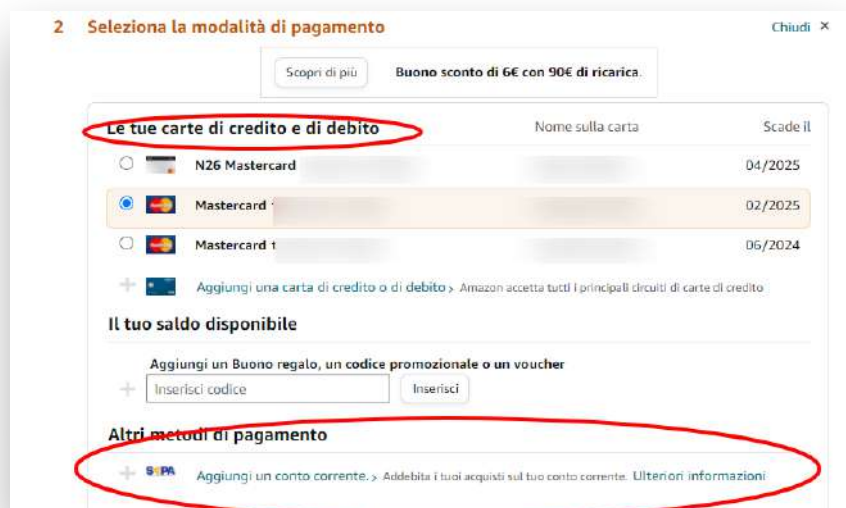 2 Seleziona la modalità di pagamento Chiudi ×
Scopri di più Buono sconto di 6€ con 90€ di ricarica.
Le tue carte di credito e di debito Nome sulla carta Scade il
N26 Mastercard 04/2025
Mastercard 02/2025
Mastercard 06/2024
Aggiungi una carta di credito o di debito › Amazon accetta tutti i principali circuiti di carte di credito
Il tuo saldo disponibile
Aggiungi un Buono regalo, un codice promozionale o un voucher
Inserisci codice Inserisci
Altri metodi di pagamento
SEPA Aggiungi un conto corrente. › Addebita i tuoi acquisti sul tuo conto corrente. Ulteriori informazioni